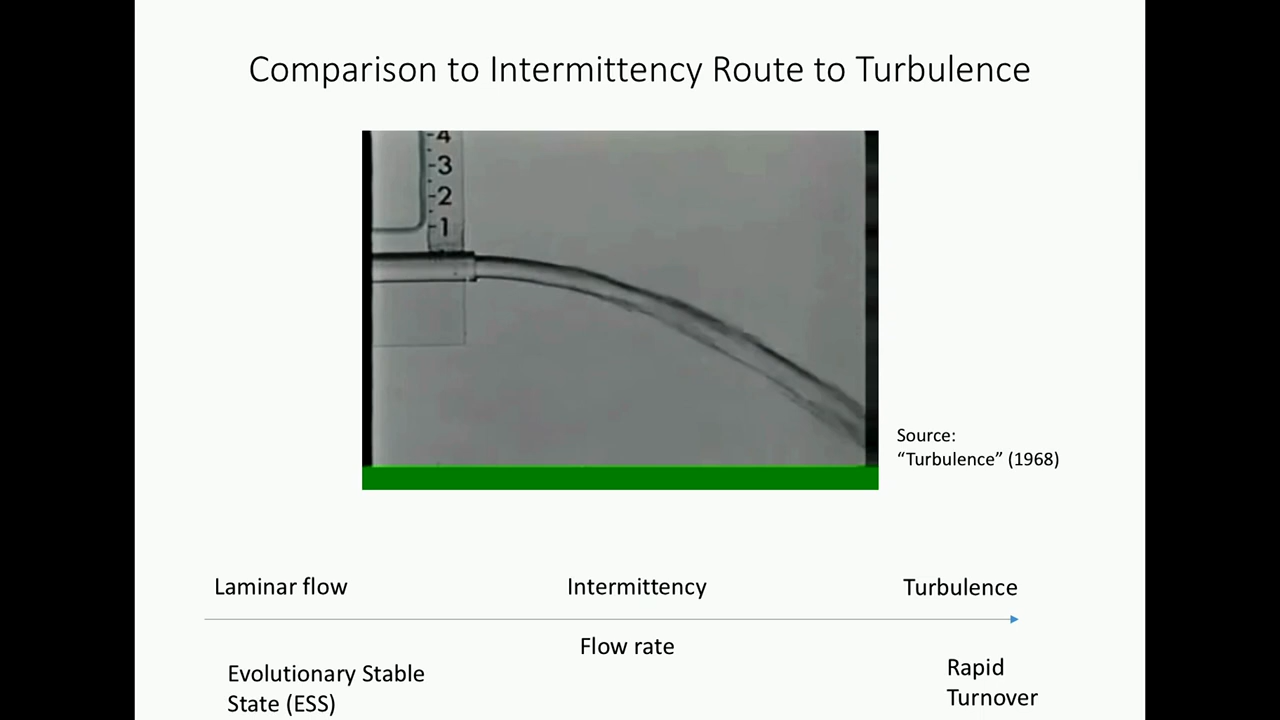 Comparison to Intermittency Route to Turbulence
-4
-3
-2
-1
Source:
“Turbulence” (1968)
Laminar flow
Intermittency
Turbulence
Flow rate
Evolutionary Stable
State (ESS)
Rapid
Turnover